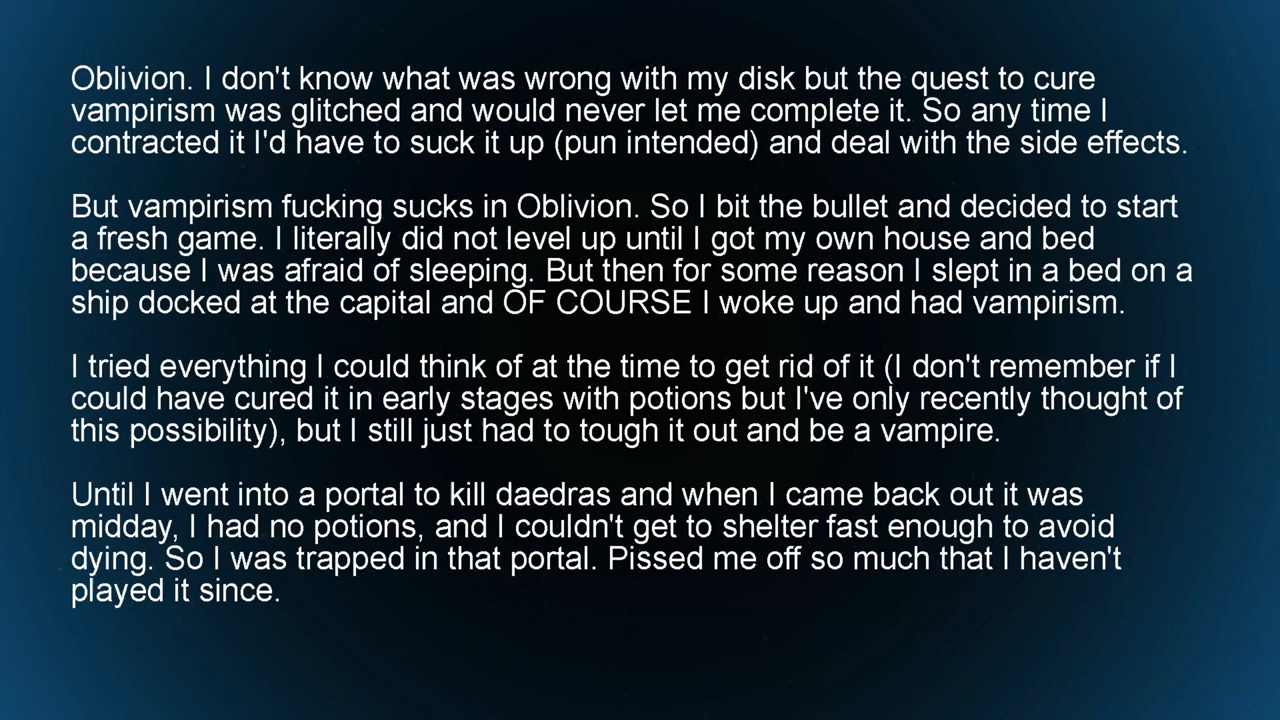 Oblivion. I don't know what was wrong with my disk but the quest to cure
vampirism was glitched and would never let me complete it. So any time I
contracted it I'd have to suck it up (pun intended) and deal with the side effects.
But vampirism fucking sucks in Oblivion. So I bit the bullet and decided to start
a fresh game. I literally did not level up until I got my own house and bed
because I was afraid of sleeping. But then for some reason I slept in a bed on a
ship docked at the capital and OF COURSE I woke up and had vampirism.
I tried everything I could think of at the time to get rid of it (I don't remember if I
could have cured it in early stages with potions but I've only recently thought of
this possibility), but I still just had to tough it out and be a vampire.
Until I went into a portal to kill daedras and when I came back out it was
midday, I had no potions, and I couldn't get to shelter fast enough to avoid
dying. So I was trapped in that portal. Pissed me off so much that I haven't
played it since.